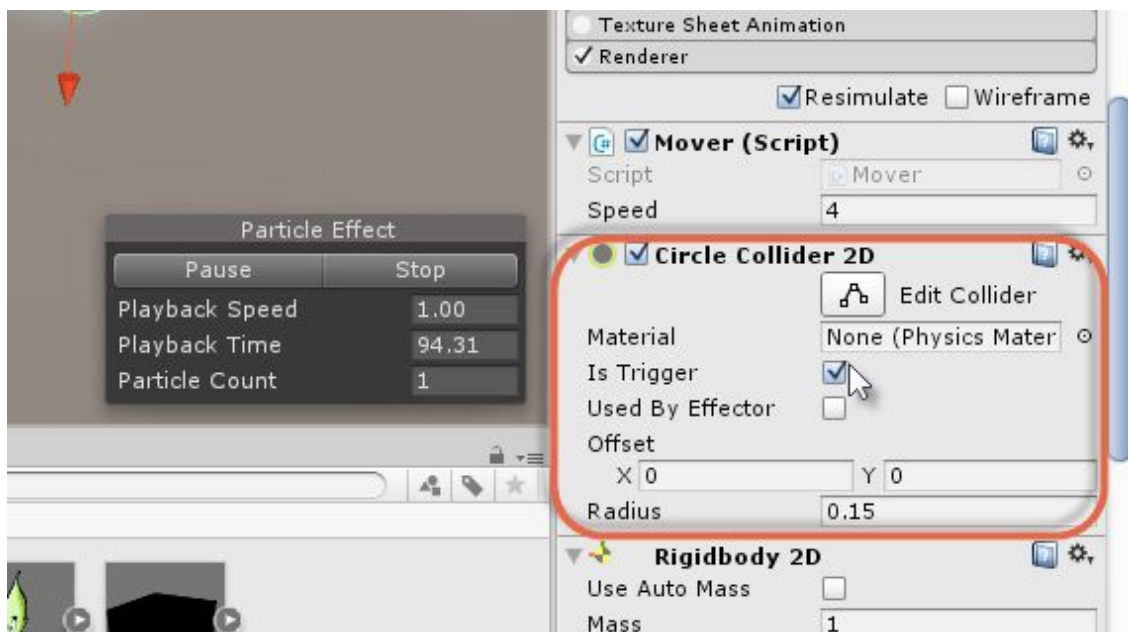 Texture Sheet Animation
Renderer
Resimulate Wireframe
C# Mover (Script)
Script Mover
Speed 4
Particle Effect
Pause Stop
Playback Speed 1.00
Playback Time 94.31
Particle Count 1
Circle Collider 2D
Edit Collider
Material None (Physics Mater
Is Trigger
Used By Effector
Offset
X 0 Y 0
Radius 0.15
Rigidbody 2D
Use Auto Mass
Mass 1